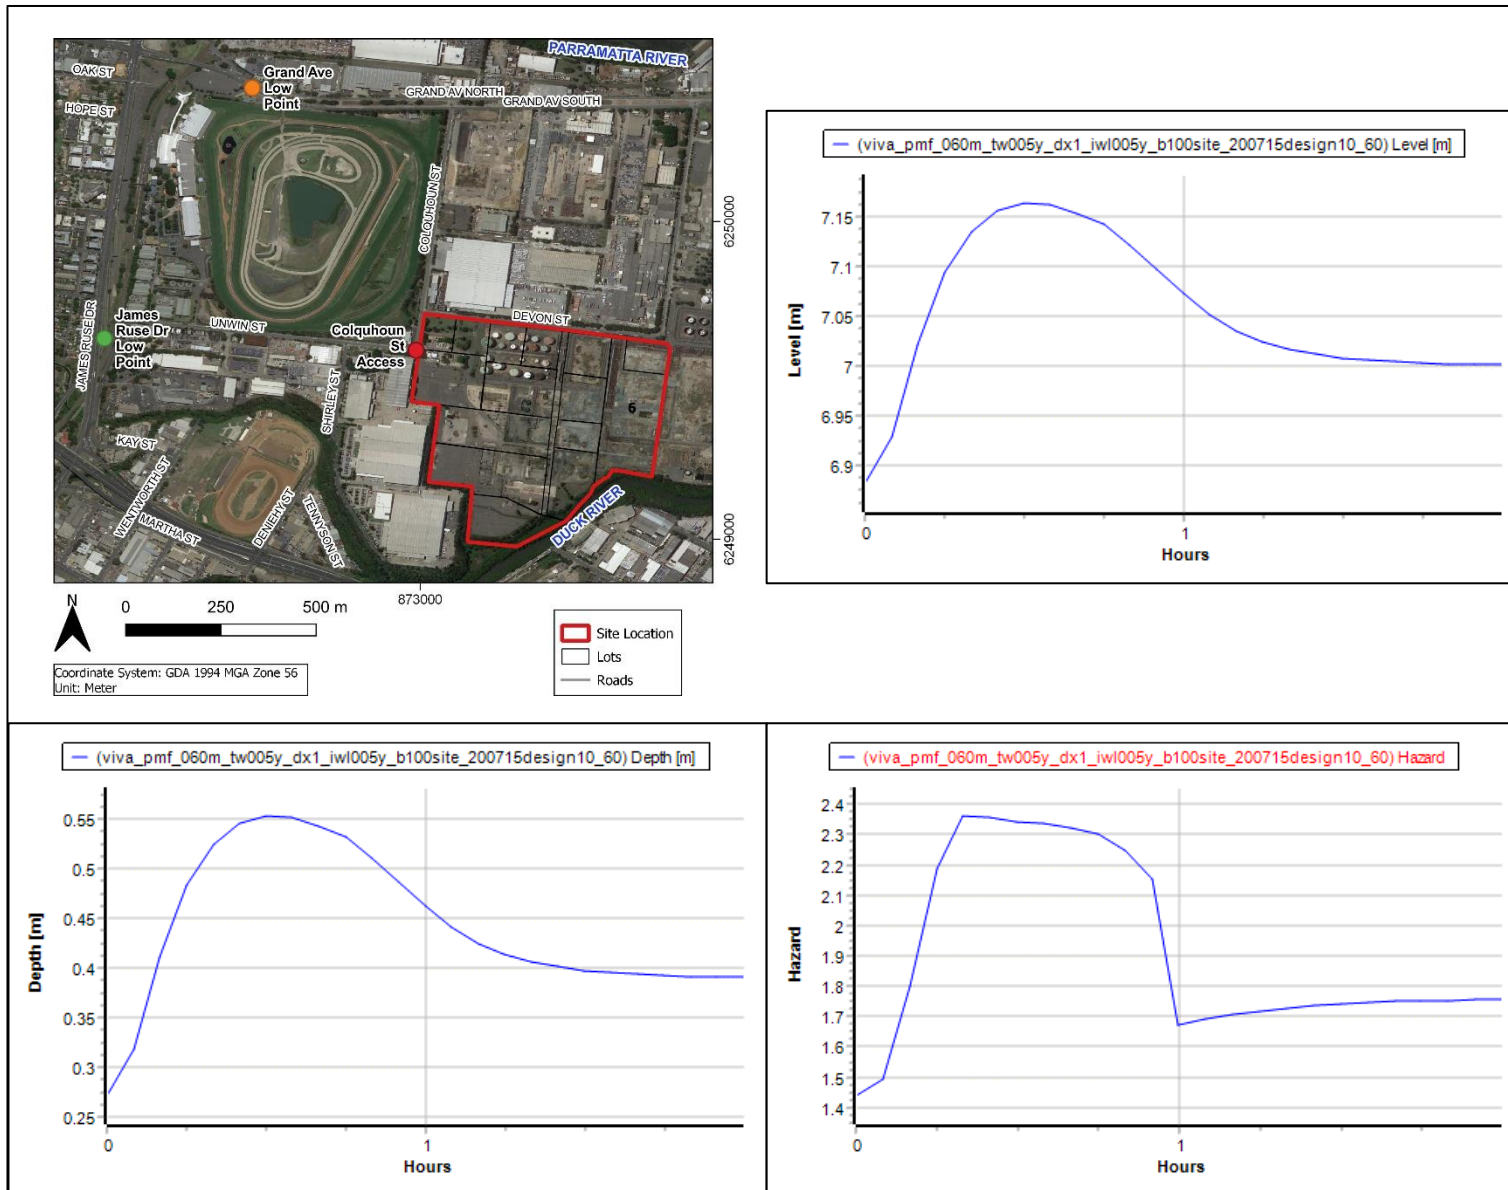 PARRAMATTA RIVER
OAK ST
HOPE ST
Grand Ave
Low
Point
GRAND AV NORTH
GRAND AV SOUTH
COLQUHOUN ST
6250000
JAMES RUSE DR
James
Ruse Dr
Low
Point
UNWIN ST
Colquhoun
St
Access
DEVON ST
SHIRLEY ST
6
KAY ST
WENTWORTH ST
MARTHA ST
DENIEHY ST
TENNYSON ST
DUCK RIVER
6249000
873000
N
0 250 500 m
Site Location
Lots
Roads
Coordinate System: GDA 1994 MGA Zone 56
Unit: Meter
(viva_pmf_060m_tw005y_dx1_iwl005y_b100site_200715design10_60) Level [m]
Level [m]
7.15
7.1
7.05
7
6.95
6.9
0 1
Hours
(viva_pmf_060m_tw005y_dx1_iwl005y_b100site_200715design10_60) Depth [m]
Depth [m]
0.55
0.5
0.45
0.4
0.35
0.3
0.25
0 1
Hours
(viva_pmf_060m_tw005y_dx1_iwl005y_b100site_200715design10_60) Hazard
Hazard
2.4
2.3
2.2
2.1
2
1.9
1.8
1.7
1.6
1.5
1.4
0 1
Hours